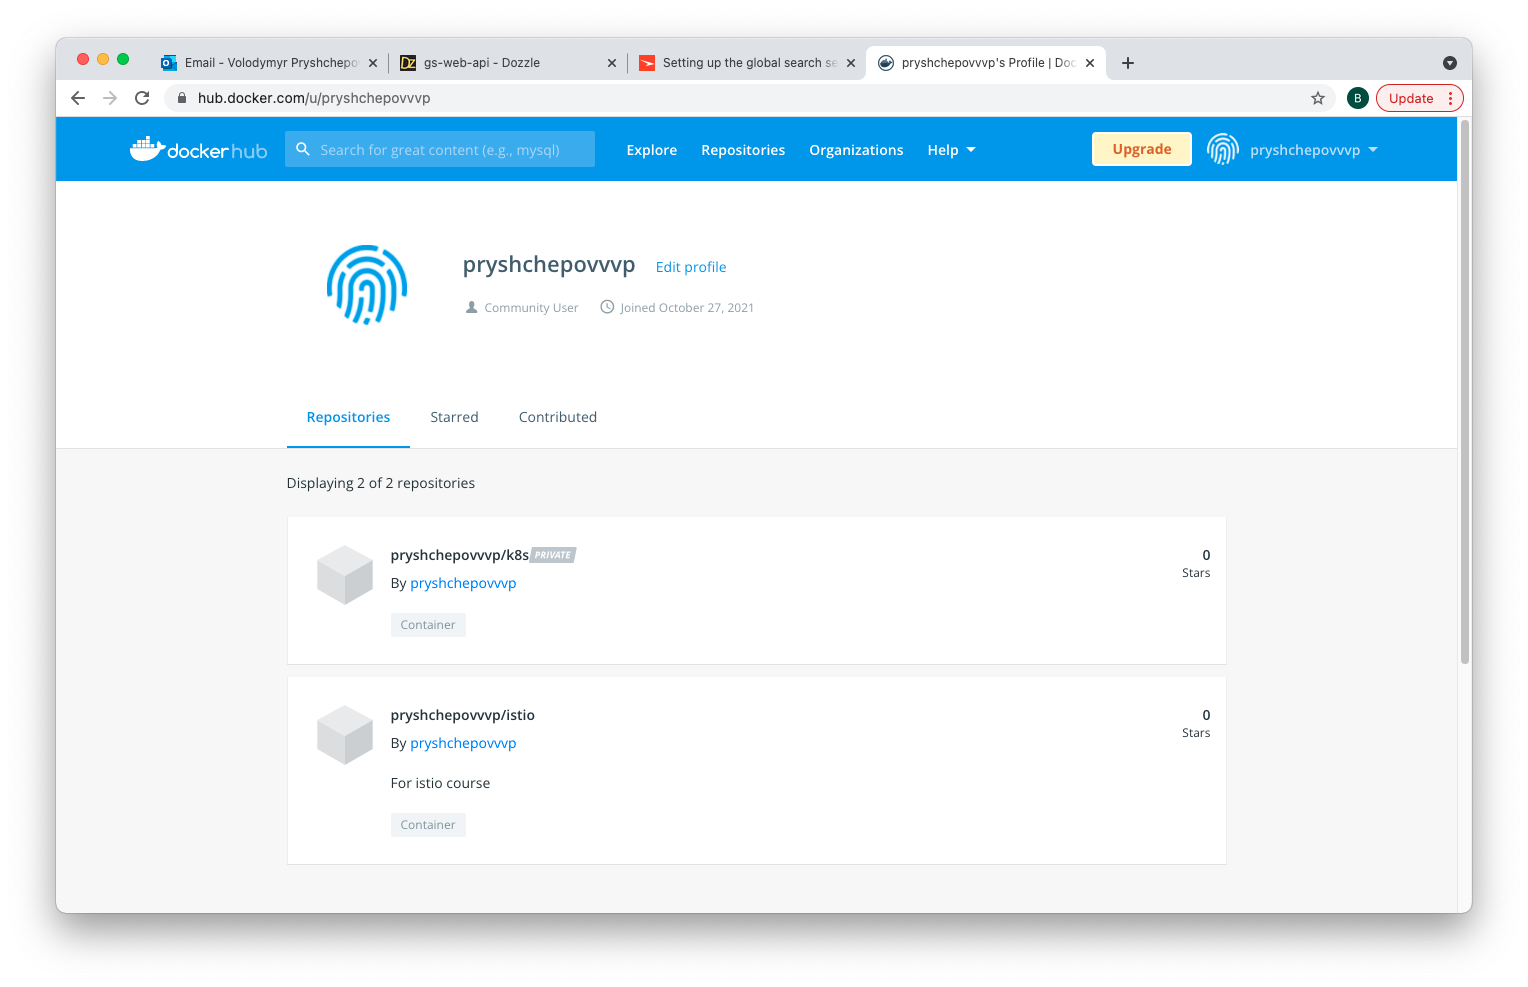 Email - Volodymyr Pryshchepo
gs-web-api - Dozzle
Setting up the global search se
pryshchepovvvp's Profile | Doc
hub.docker.com/u/pryshchepovvvp
B
Update
docker hub
Search for great content (e.g., mysql)
Explore
Repositories
Organizations
Help
Upgrade
pryshchepovvvp
pryshchepovvvp
Edit profile
Community User
Joined October 27, 2021
Repositories
Starred
Contributed
Displaying 2 of 2 repositories
pryshchepovvvp/k8s PRIVATE
0
By pryshchepovvvp
Stars
Container
pryshchepovvvp/istio
0
By pryshchepovvvp
Stars
For istio course
Container